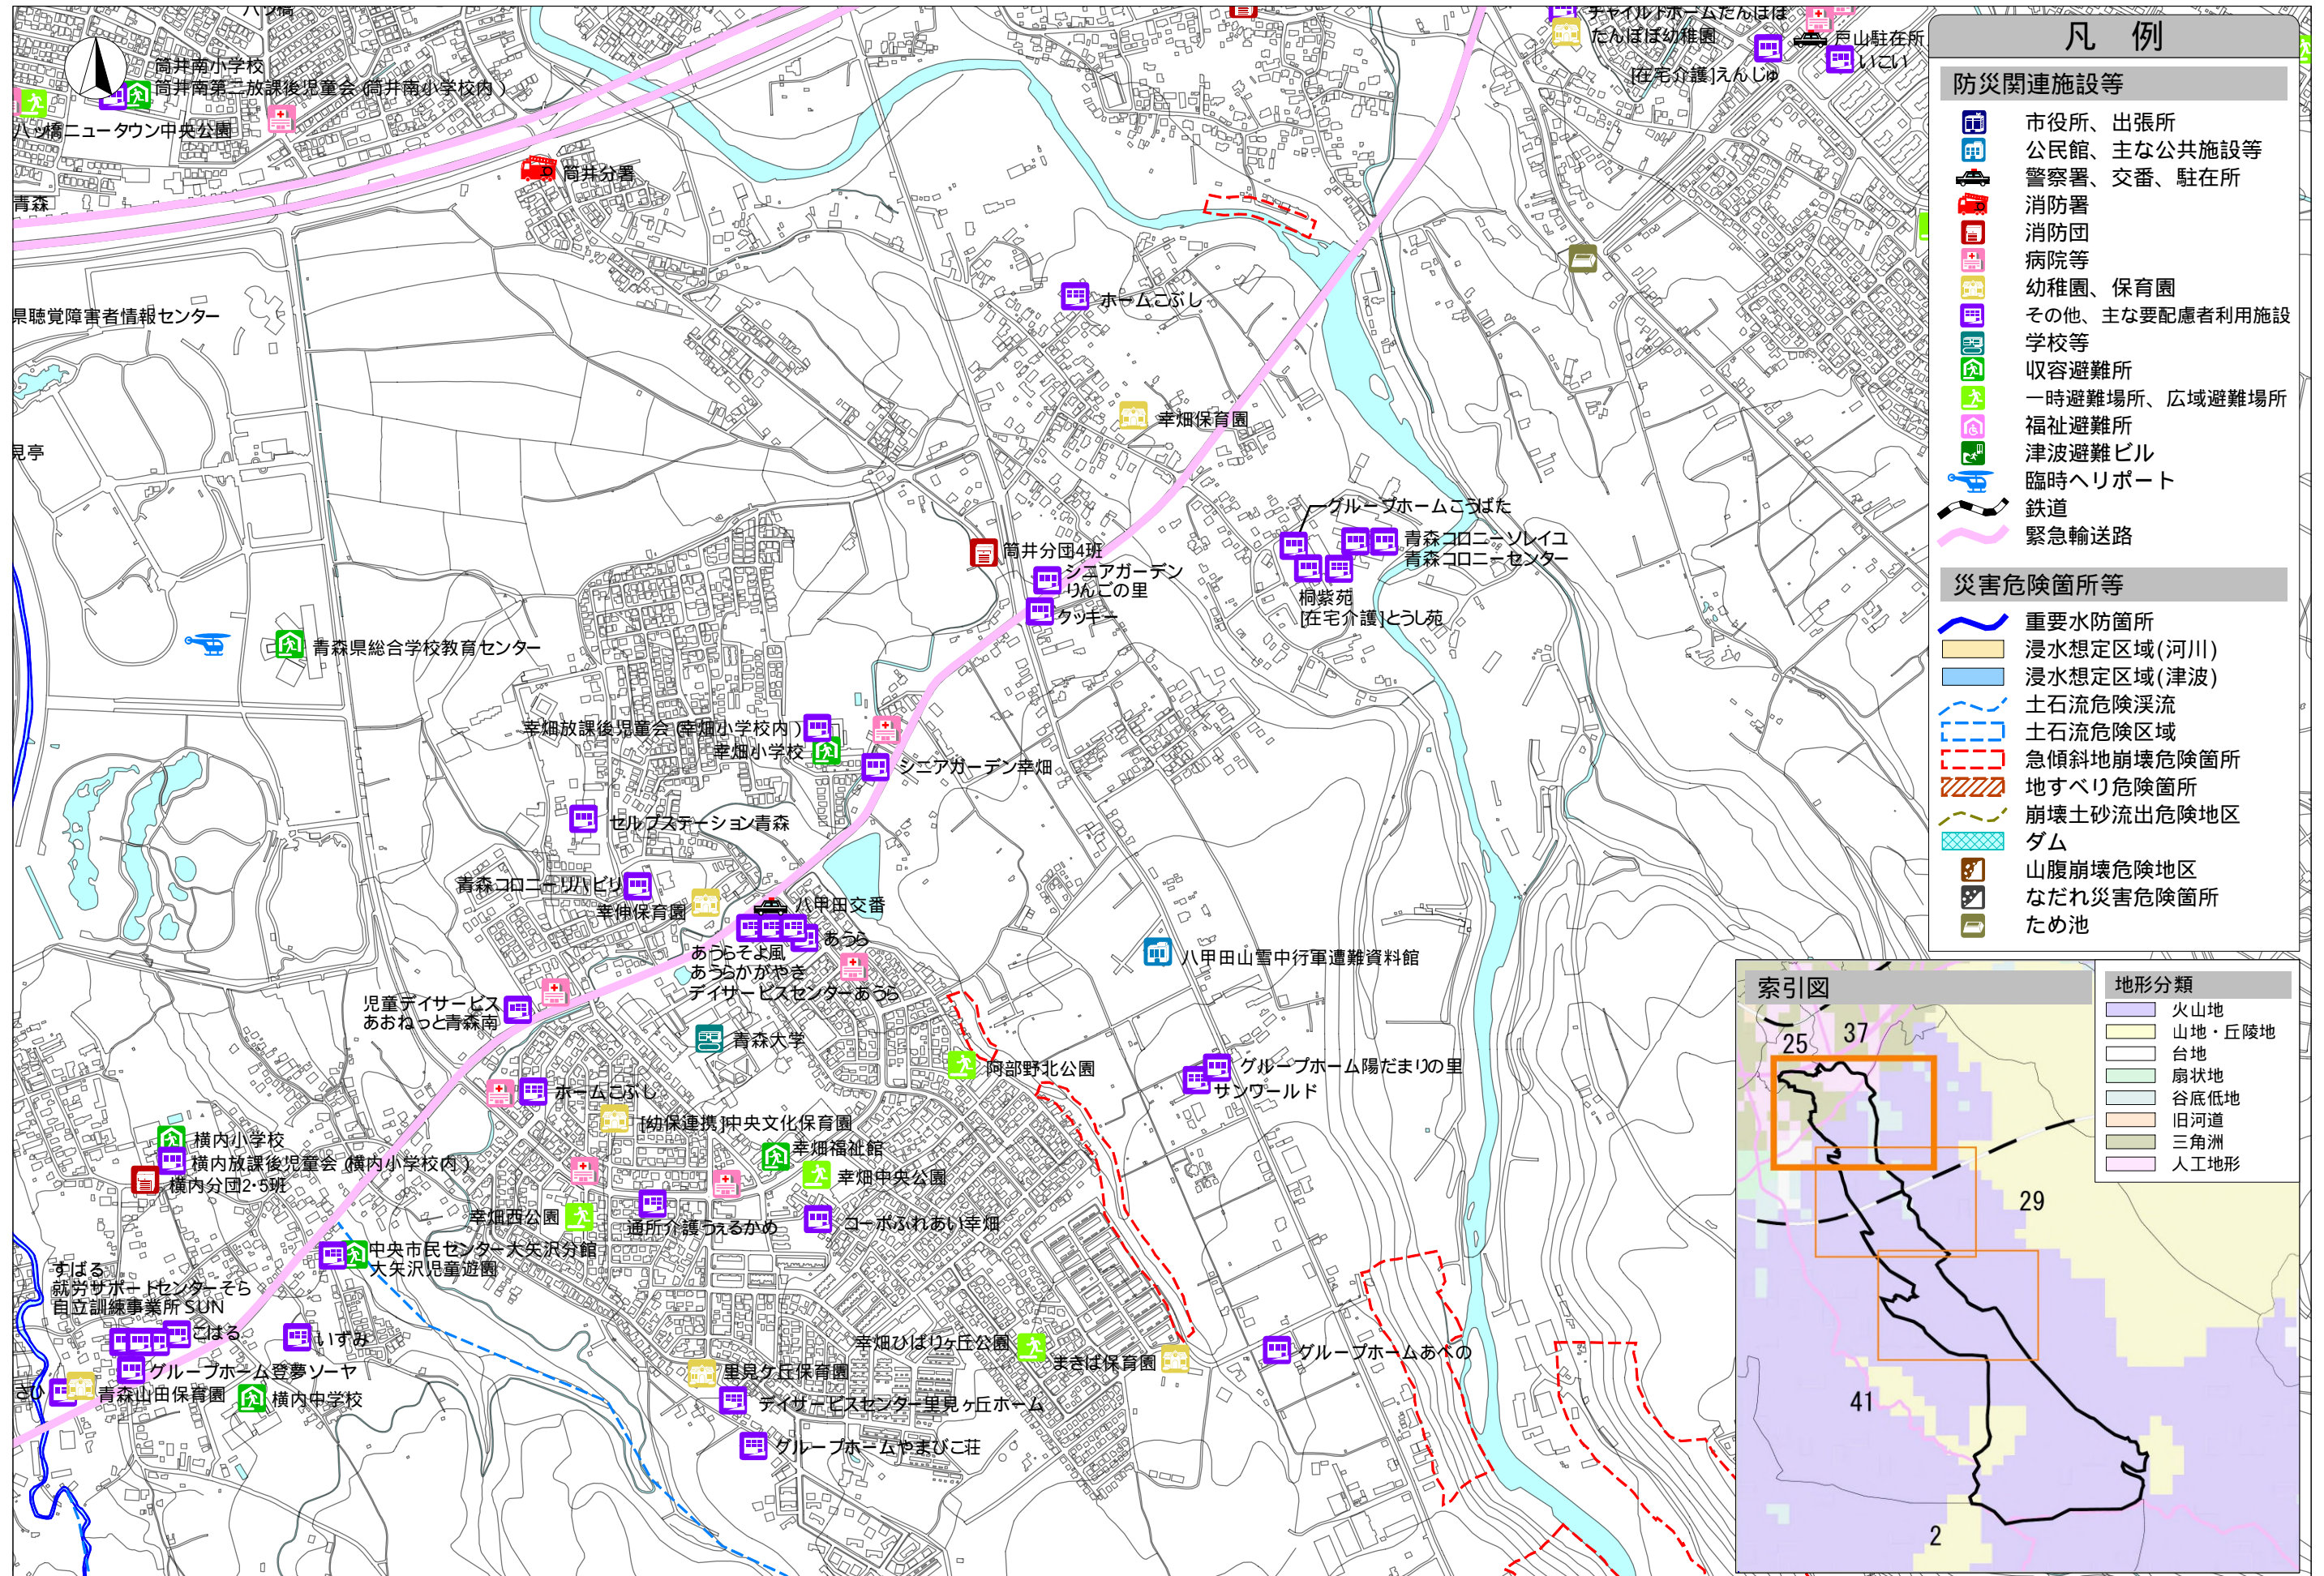 八ツ橋
筒井南小学校
筒井南第二放課後児童会(筒井南小学校内)
八ッ橋ニュータウン中央公園
青森
筒井分署
チャイルドホームたんぽぽ
たんぽぽ幼稚園
戸山駐在所
[在宅介護]えんじゅ
いこい
県聴覚障害者情報センター
ホームこぶし
見亭
幸畑保育園
グループホームこうばた
青森コロニーソレイユ
青森コロニーセンター
筒井分団4班
シニアガーデン
りんごの里
タッキー
桐紫苑
[在宅介護]とうし苑
青森県総合学校教育センター
幸畑放課後児童会(幸畑小学校内)
幸畑小学校
シニアガーデン幸畑
セルプステーション青森
青森コロニーリハビリ
幸伸保育園
八甲田交番
あうら
あうらそよ風
あうらかがやき
デイサービスセンターあうら
八甲田山雪中行軍遭難資料館
児童デイサービス
あおねっと青森南
青森大学
阿部野北公園
グループホーム陽だまりの里
サンワールド
ホームこぶし
[幼保連携]中央文化保育園
横内小学校
横内放課後児童会(横内小学校内)
横内分団2・5班
幸畑福祉館
幸畑中央公園
幸畑西公園
通所介護うぇるかめ
コーポふれあい幸畑
中央市民センター大矢沢分館
大矢沢児童遊園
すばる
就労サポートセンターそら
自立訓練事業所SUN
こはる
いずみ
グループホーム登夢ソーヤ
青森山田保育園
横内中学校
幸畑ひばりヶ丘公園
まきば保育園
グループホームあべの
里見ケ丘保育園
デイサービスセンター里見ヶ丘ホーム
グループホームやまびこ荘
凡 例
防災関連施設等
市役所、出張所
公民館、主な公共施設等
警察署、交番、駐在所
消防署
消防団
病院等
幼稚園、保育園
その他、主な要配慮者利用施設
学校等
収容避難所
一時避難場所、広域避難場所
福祉避難所
津波避難ビル
臨時ヘリポート
鉄道
緊急輸送路
災害危険箇所等
重要水防箇所
浸水想定区域(河川)
浸水想定区域(津波)
土石流危険渓流
土石流危険区域
急傾斜地崩壊危険箇所
地すべり危険箇所
崩壊土砂流出危険地区
ダム
山腹崩壊危険地区
なだれ災害危険箇所
ため池
索引図
25
37
29
41
2
地形分類
火山地
山地・丘陵地
台地
扇状地
谷底低地
旧河道
三角洲
人工地形